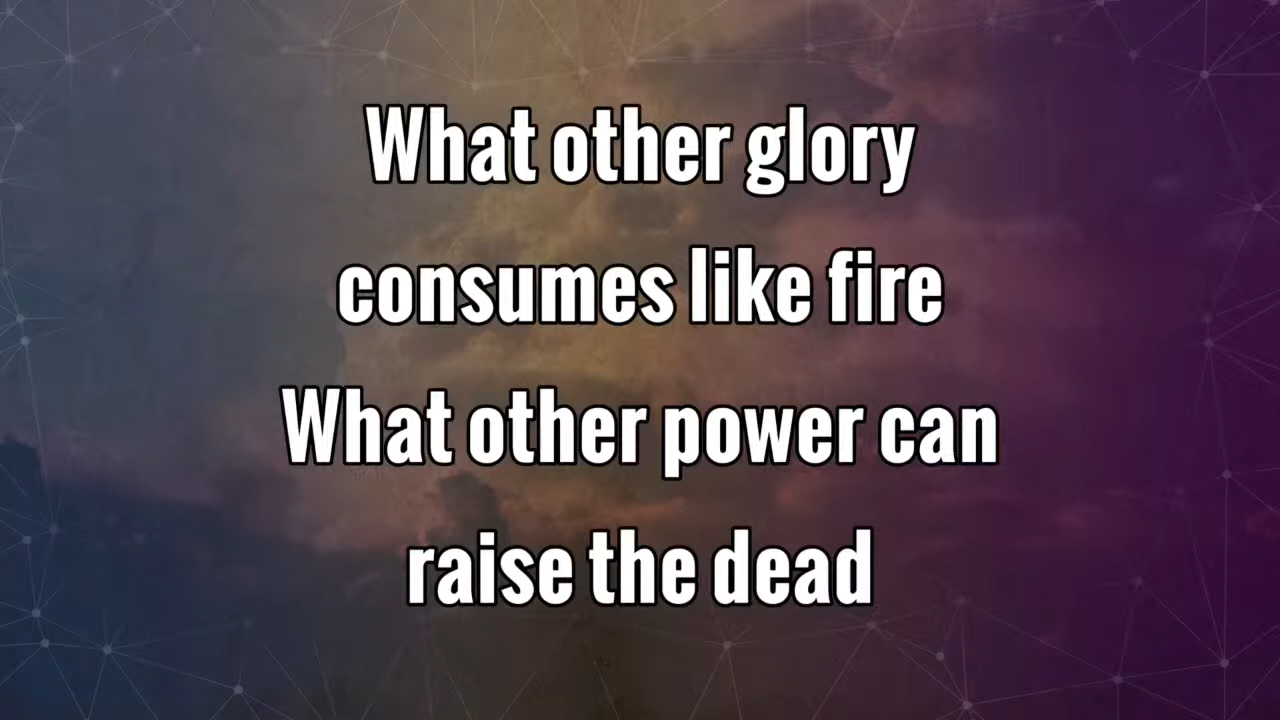 What other glory
consumes like fire
What other power can
raise the dead